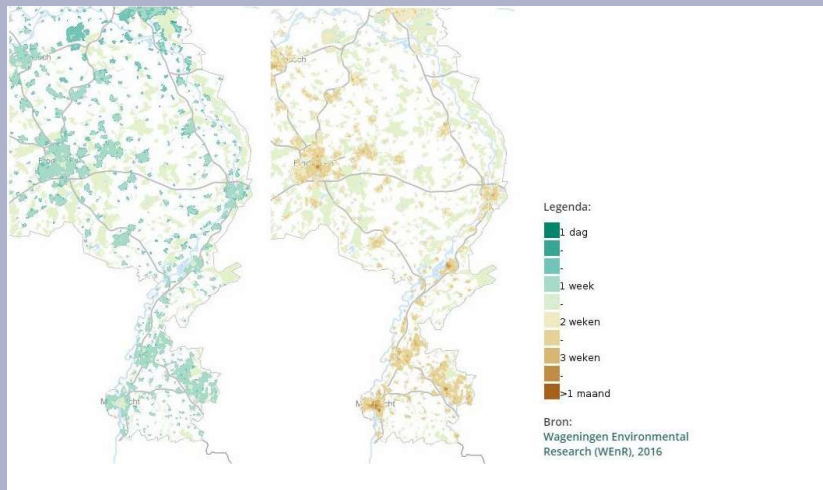 Legenda:
1 dag
-
-
1 week
-
2 weken
-
3 weken
-
>1 maand
Bron:
Wageningen Environmental
Research (WEnR), 2016